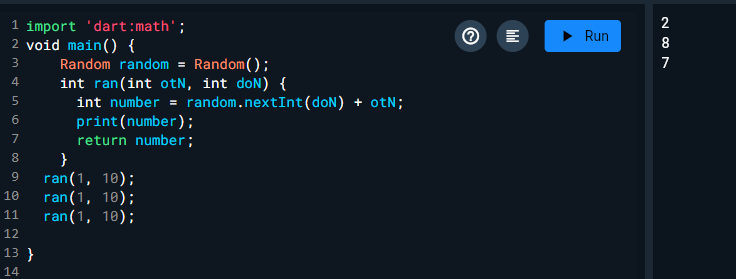 1 import 'dart:math';
2 void main() {
3 Random random = Random();
4 int ran(int otN, int doN) {
5 int number = random.nextInt(doN) + otN;
6 print(number);
7 return number;
8 }
9 ran(1, 10);
10 ran(1, 10);
11 ran(1, 10);
12
13 }
14
?
Run
2
8
7